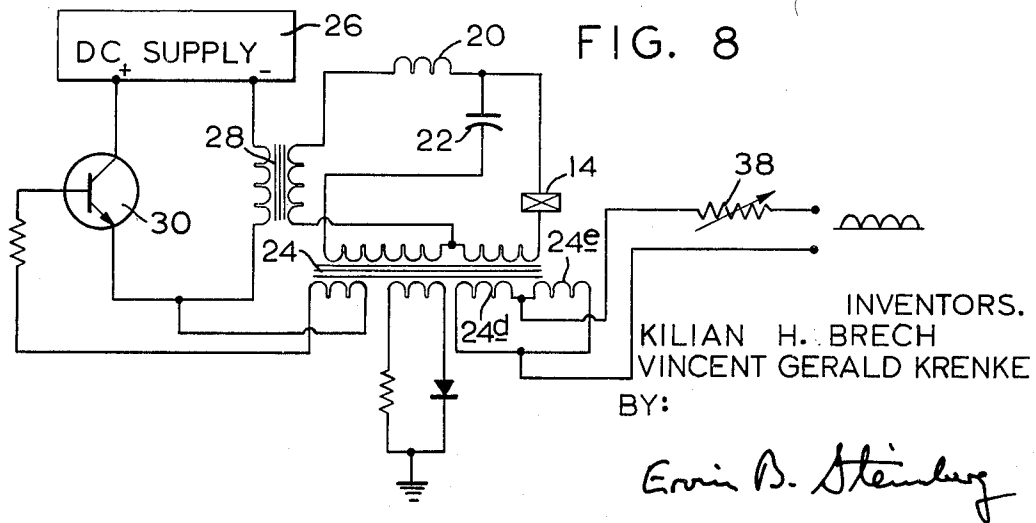 26
DC SUPPLY
+ -
20
FIG. 8
28
22
14
38
30
24
24e
24d
INVENTORS.
KILIAN H. BRECH
VINCENT GERALD KRENKE
BY:
Ervin B. Steinberg